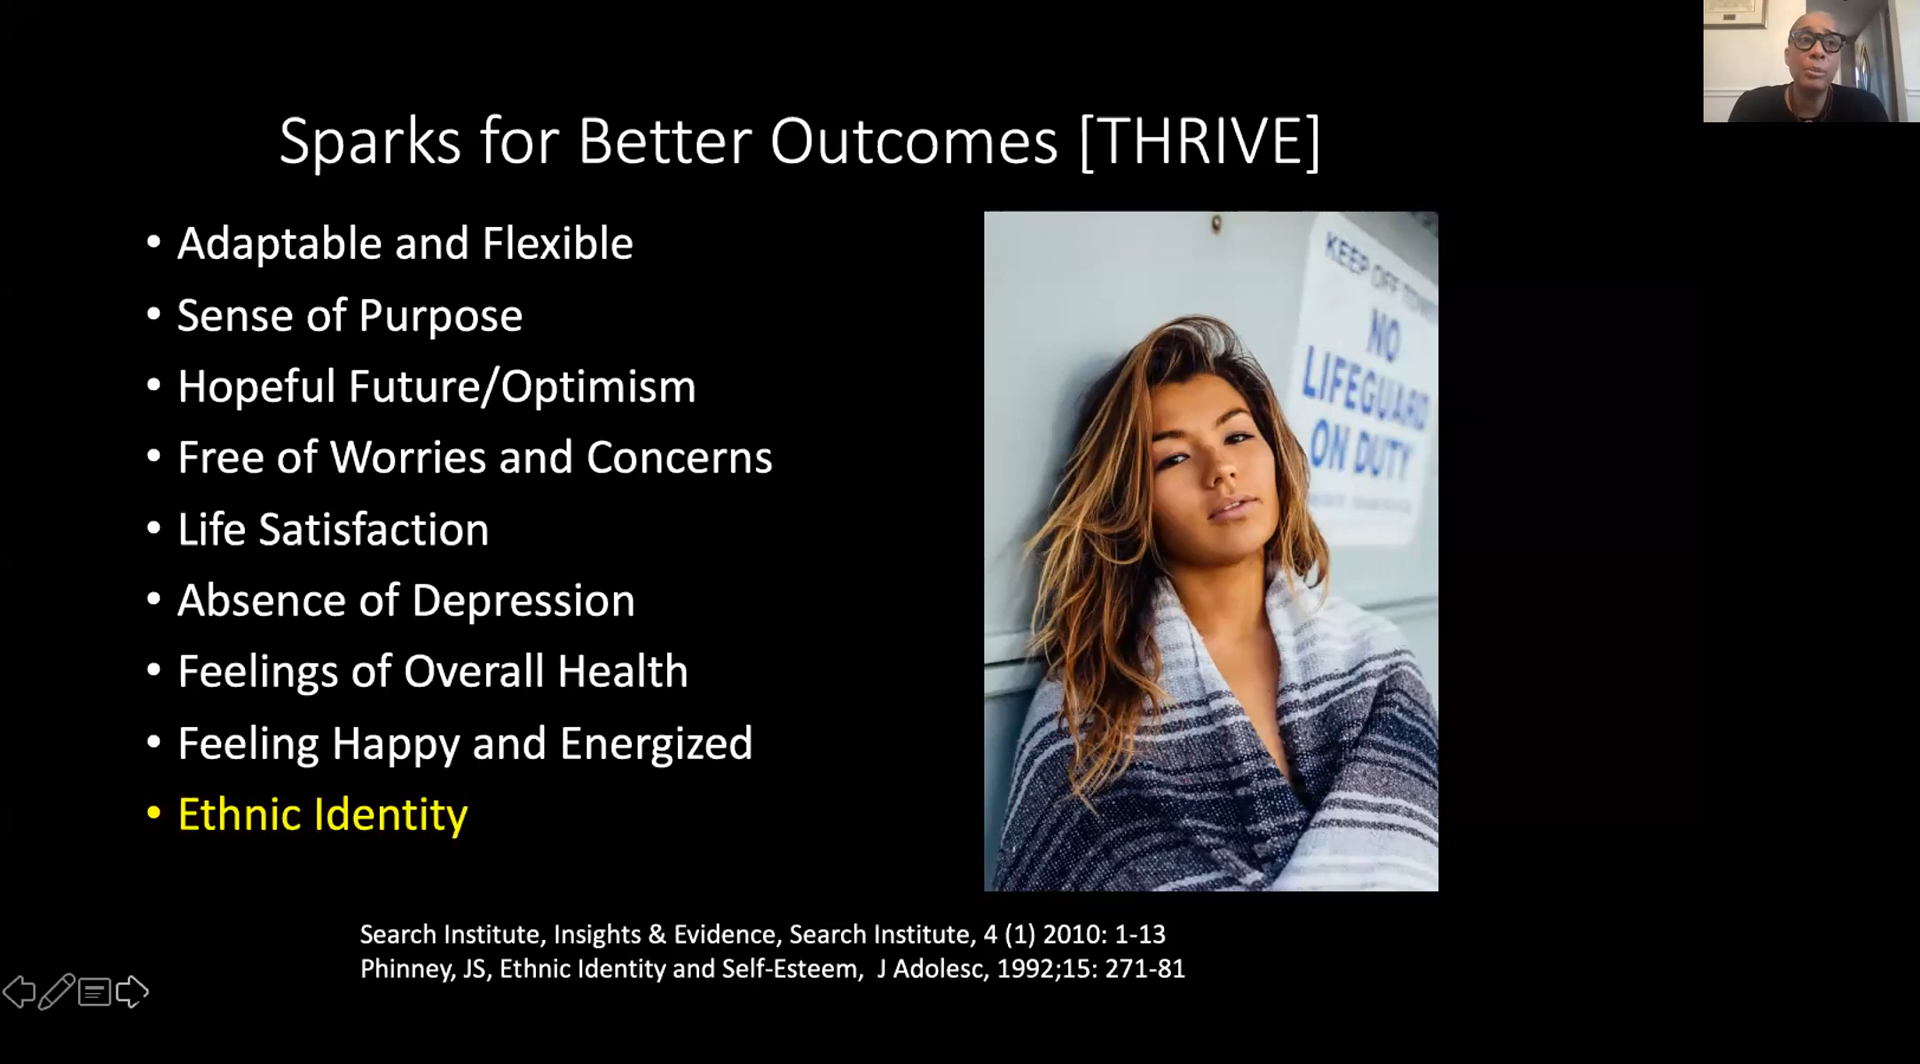 Sparks for Better Outcomes [THRIVE]
• Adaptable and Flexible
• Sense of Purpose
• Hopeful Future/Optimism
• Free of Worries and Concerns
• Life Satisfaction
• Absence of Depression
• Feelings of Overall Health
• Feeling Happy and Energized
• Ethnic Identity
KEEP OFF
NO
LIFEGUARD
ON DUTY
Search Institute, Insights & Evidence, Search Institute, 4 (1) 2010: 1-13
Phinney, JS, Ethnic Identity and Self-Esteem, J Adolesc, 1992;15: 271-81